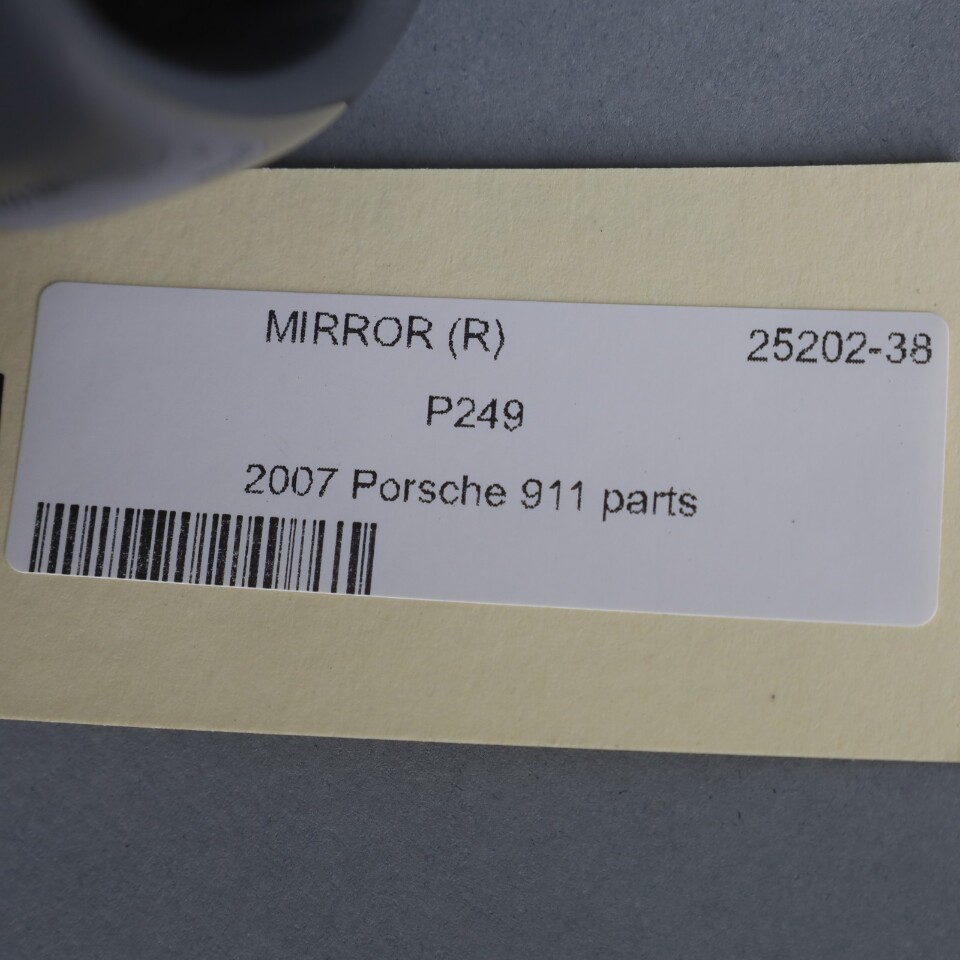 MIRROR (R) 25202-38
P249
2007 Porsche 911 parts